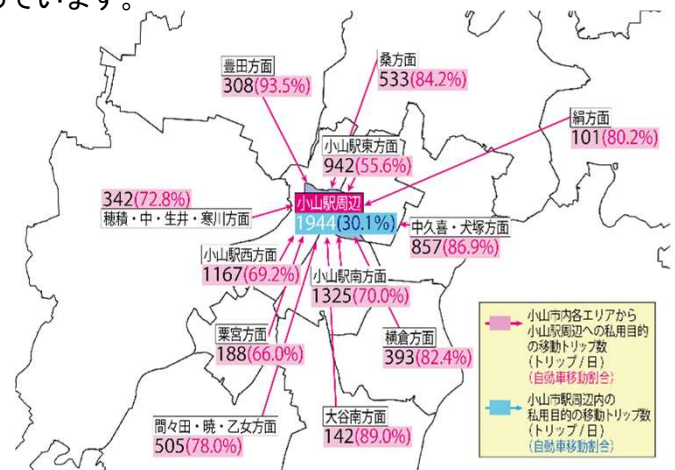 っています。
豊田方面
308(93.5%)
桑方面
533(84.2%)
絹方面
101(80.2%)
小山駅東方面
942(55.6%)
342(72.8%)
穂積・中・生井・寒川方面
小山駅周辺
1944(30.1%)
中久喜・犬塚方面
857(86.9%)
小山駅西方面
1167(69.2%)
小山駅南方面
1325(70.0%)
粟宮方面
188(66.0%)
横倉方面
393(82.4%)
間々田・暁・乙女方面
505(78.0%)
大谷南方面
142(89.0%)
小山市内各エリアから
小山駅周辺への私用目的
の移動トリップ数
(トリップ/日)
(自動車移動割合)
小山市駅周辺内の
私用目的の移動トリップ数
(トリップ/日)
(自動車移動割合)